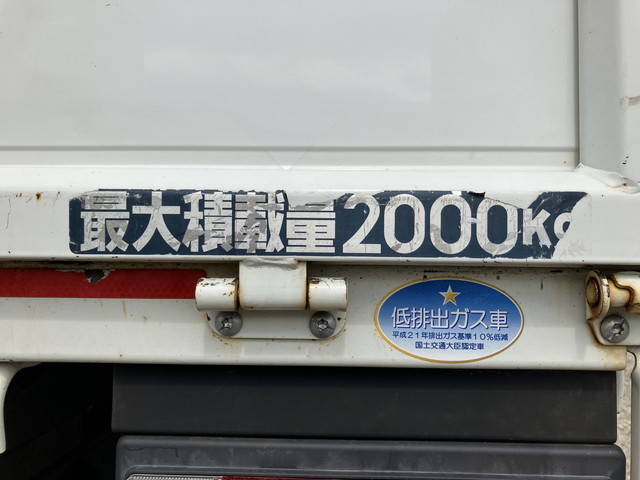 最大積載量2000kg
低排出ガス車
平成21年排出ガス基準10%低減
国土交通大臣認定車